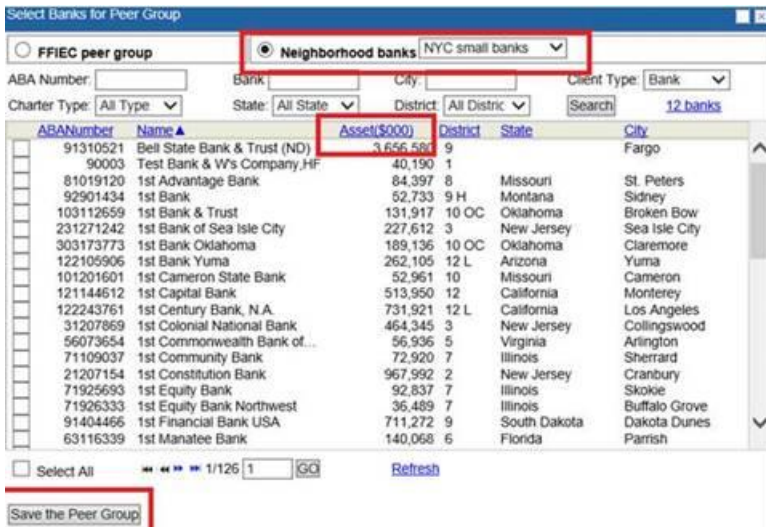 Select Banks for Peer Group
FFIEC peer group Neighborhood banks NYC small banks
ABA Number: Bank City: Client Type: Bank
Charter Type: All Type State: All State District: All Distric Search 12 banks
ABANumber Name Asset($000) District State City
91310521 Bell State Bank & Trust (ND) 3,656,580 9 Fargo
90003 Test Bank & W's Company,HF 40,190 1
81019120 1st Advantage Bank 84,397 8 Missouri St. Peters
92901434 1st Bank 52,733 9 H Montana Sidney
103112659 1st Bank & Trust 131,917 10 OC Oklahoma Broken Bow
231271242 1st Bank of Sea Isle City 227,612 3 New Jersey Sea Isle City
303173773 1st Bank Oklahoma 189,136 10 OC Oklahoma Claremore
122105906 1st Bank Yuma 262,105 12 L Arizona Yuma
101201601 1st Cameron State Bank 52,961 10 Missouri Cameron
121144612 1st Capital Bank 513,950 12 California Monterey
122243761 1st Century Bank, N.A. 731,921 12 L California Los Angeles
31207869 1st Colonial National Bank 464,345 3 New Jersey Collingswood
56073654 1st Commonwealth Bank of... 56,936 5 Virginia Arlington
71109037 1st Community Bank 72,920 7 Illinois Sherrard
21207154 1st Constitution Bank 967,992 2 New Jersey Cranbury
71925693 1st Equity Bank 92,837 7 Illinois Skokie
71926333 1st Equity Bank Northwest 36,489 7 Illinois Buffalo Grove
91404466 1st Financial Bank USA 711,272 9 South Dakota Dakota Dunes
63116339 1st Manatee Bank 140,068 6 Florida Parrish
Select All 1/126 1 GO Refresh
Save the Peer Group